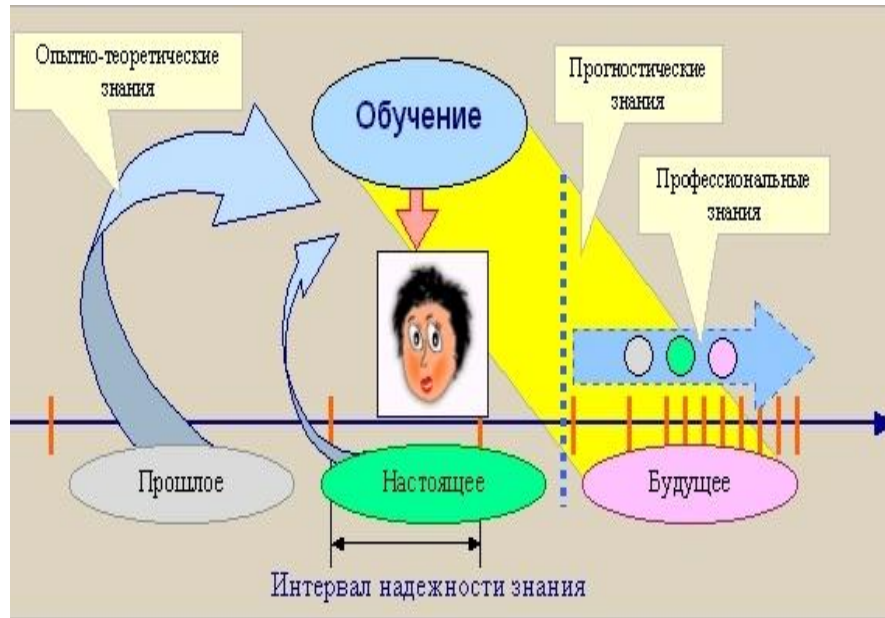 Опытно-теоретические
знания
Обучение
Прогностические
знания
Профессиональные
знания
Прошлое
Настоящее
Будущее
Интервал надежности знания